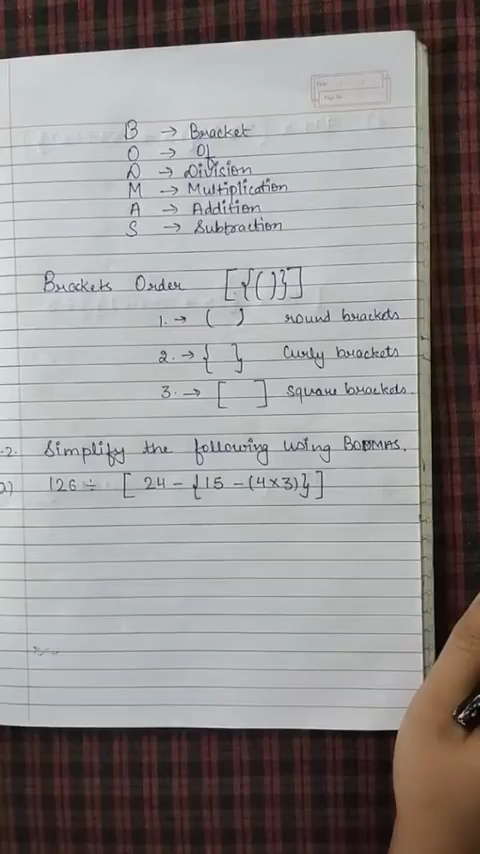 B → Bracket
O → Of
D → Division
M → Multiplication
A → Addition
S → Subtraction
Brackets Order [{()}]
1. → ( ) round brackets
2. → { } Curly brackets
3. → [ ] Square brackets.
-2. Simplify the following using BODMAS.
a) 126 ÷ [ 24 - {15 - (4×3)} ]